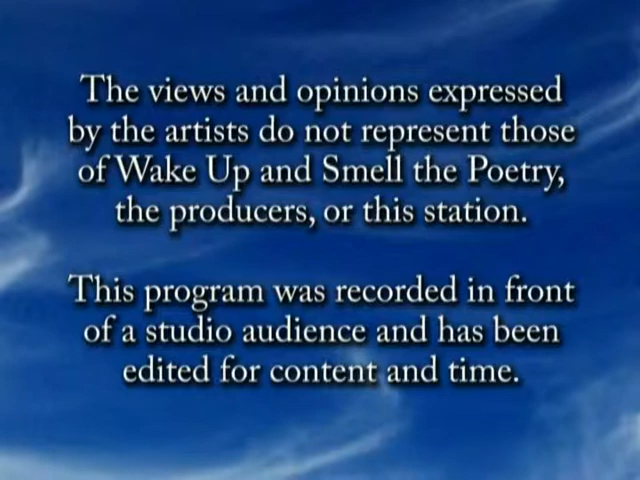 The views and opinions expressed
by the artists do not represent those
of Wake Up and Smell the Poetry,
the producers, or this station.
This program was recorded in front
of a studio audience and has been
edited for content and time.